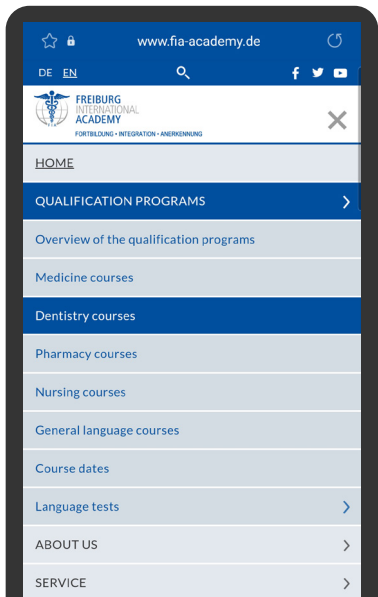 www.fia-academy.de
DE EN
FREIBURG
INTERNATIONAL
ACADEMY
FORTBILDUNG • INTEGRATION • ANERKENNUNG
HOME
QUALIFICATION PROGRAMS
Overview of the qualification programs
Medicine courses
Dentistry courses
Pharmacy courses
Nursing courses
General language courses
Course dates
Language tests
ABOUT US
SERVICE